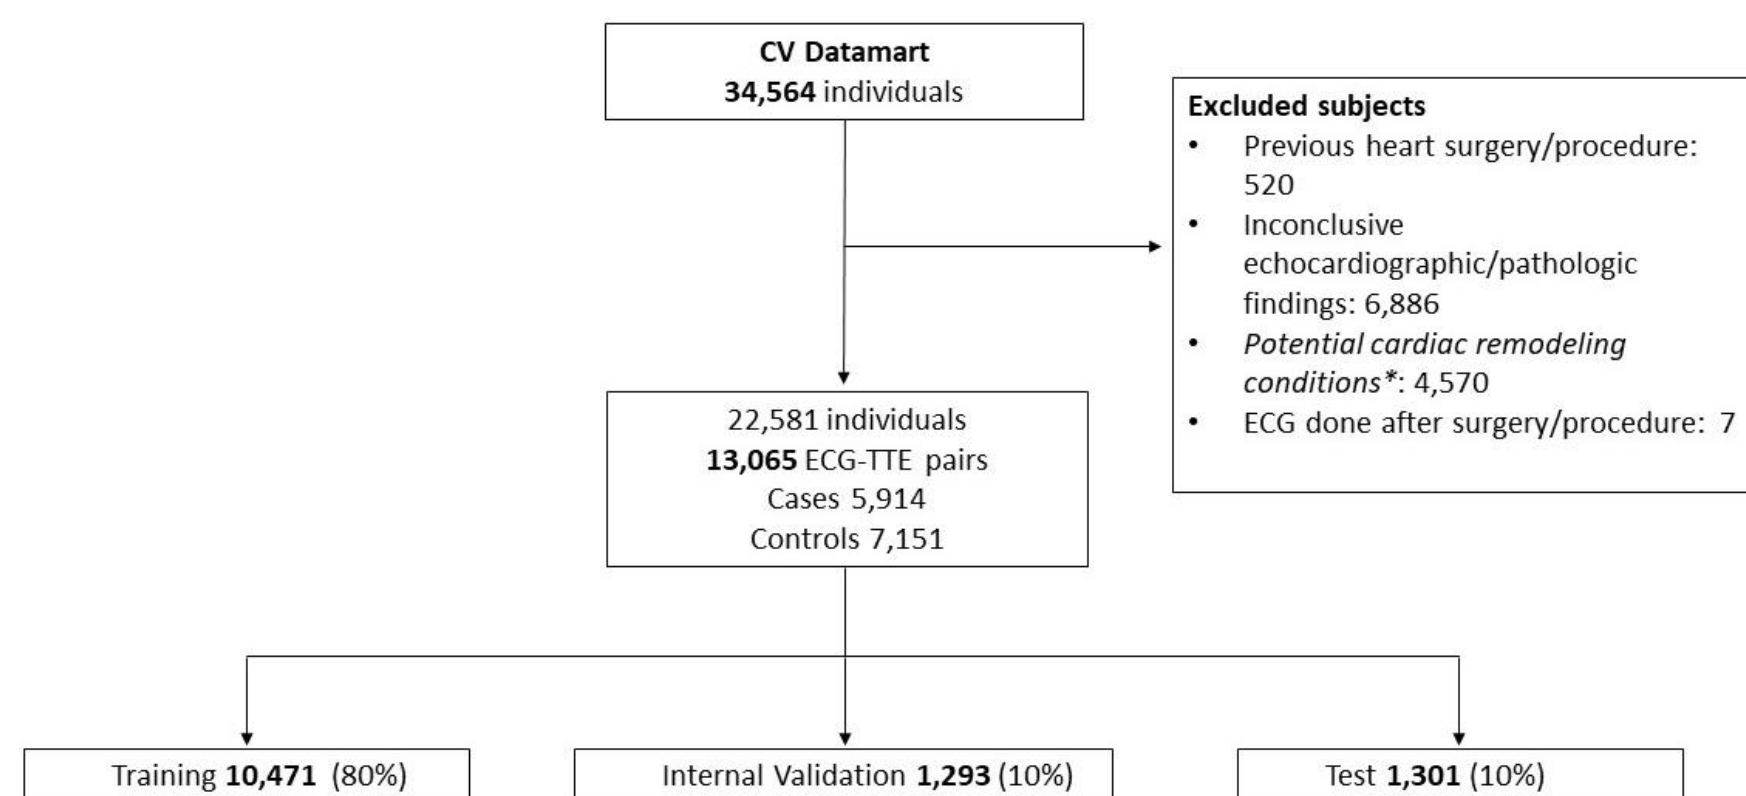 CV Datamart
34,564 individuals
Excluded subjects
• Previous heart surgery/procedure:
520
• Inconclusive
echocardiographic/pathologic
findings: 6,886
• Potential cardiac remodeling
conditions*: 4,570
• ECG done after surgery/procedure: 7
22,581 individuals
13,065 ECG-TTE pairs
Cases 5,914
Controls 7,151
Training 10,471 (80%)
Internal Validation 1,293 (10%)
Test 1,301 (10%)